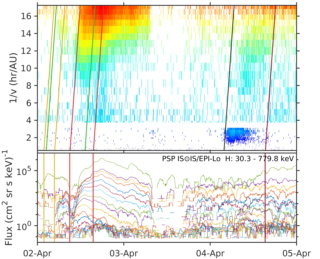 16
14
12
10
8
6
4
2
1/v (hr/AU)
PSP IS⊙IS/EPI-Lo H: 30.3 - 779.8 keV
10⁵
10⁰
Flux (cm² sr s keV)⁻¹
02-Apr 03-Apr 04-Apr 05-Apr